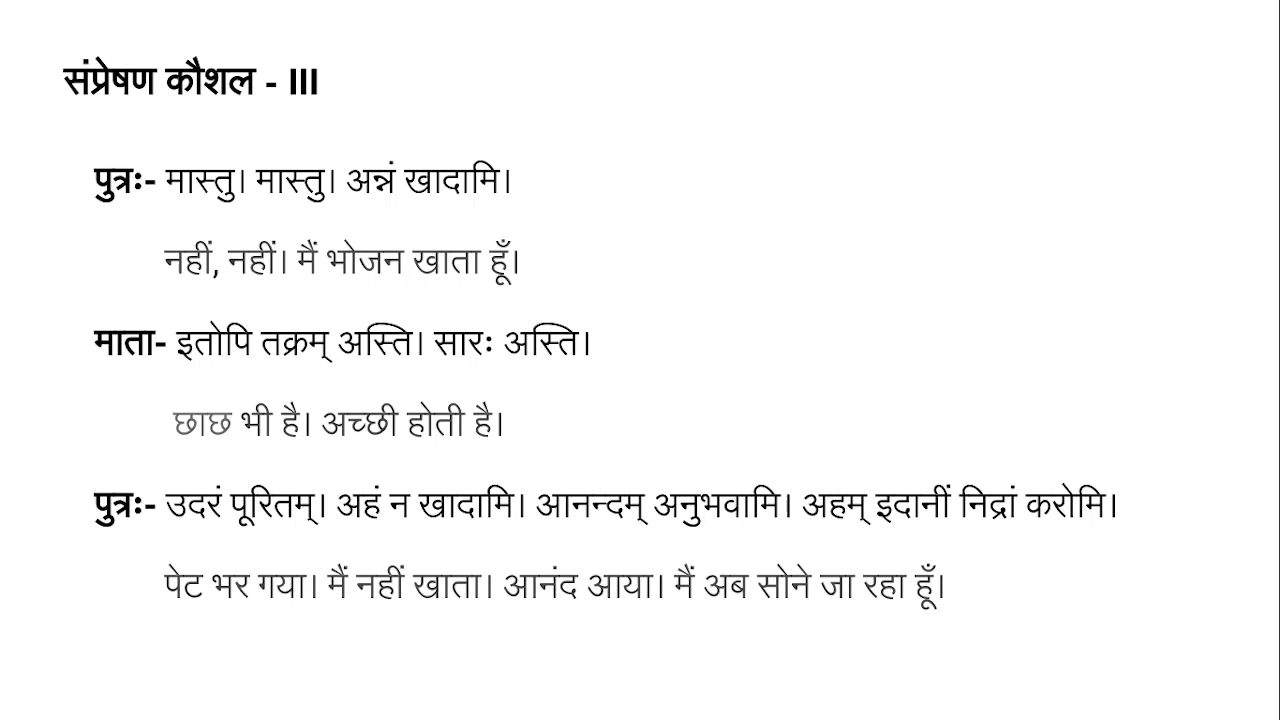 संप्रेषण कौशल - III
पुत्रः- मास्तु। मास्तु। अन्नं खादामि।
नहीं, नहीं। मैं भोजन खाता हूँ।
माता- इतोपि तक्रम् अस्ति। सारः अस्ति।
छाछ भी है। अच्छी होती है।
पुत्रः- उदरं पूरितम्। अहं न खादामि। आनन्दम् अनुभवामि। अहम् इदानीं निद्रां करोमि।
पेट भर गया। मैं नहीं खाता। आनंद आया। मैं अब सोने जा रहा हूँ।